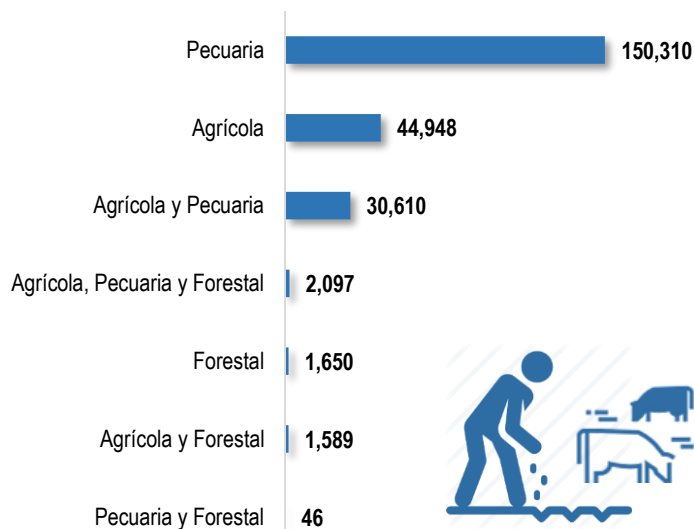 Pecuaria 150,310
Agrícola 44,948
Agrícola y Pecuaria 30,610
Agrícola, Pecuaria y Forestal 2,097
Forestal 1,650
Agrícola y Forestal 1,589
Pecuaria y Forestal 46